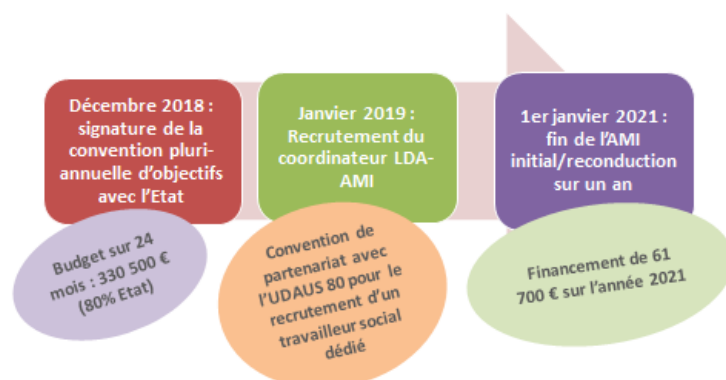 Décembre 2018 :
signature de la
convention pluri-
annuelle d'objectifs
avec l'Etat
Budget sur 24
mois : 330 500 €
(80% Etat)
Janvier 2019 :
Recrutement du
coordinateur LDA-
AMI
Convention de
partenariat avec
l'UDAUS 80 pour le
recrutement d'un
travailleur social
dédié
1er janvier 2021 :
fin de l'AMI
initial/reconduction
sur un an
Financement de 61
700 € sur l'année 2021